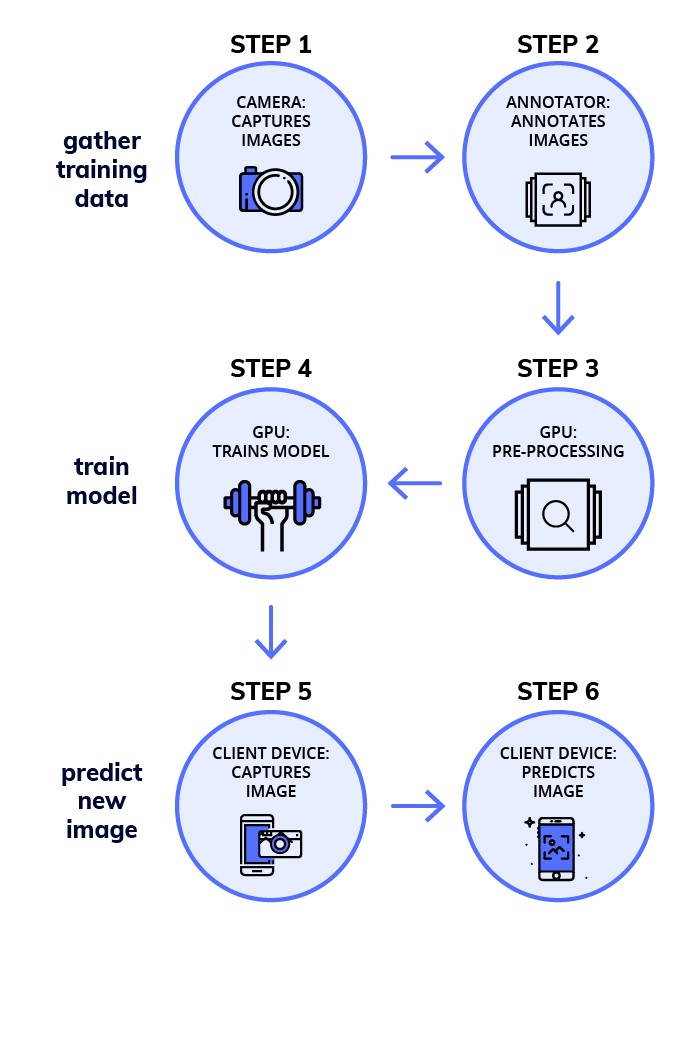 STEP 1
STEP 2
gather
training
data
CAMERA:
CAPTURES
IMAGES
ANNOTATOR:
ANNOTATES
IMAGES
STEP 4
STEP 3
train
model
GPU:
TRAINS MODEL
GPU:
PRE-PROCESSING
STEP 5
STEP 6
predict
new
image
CLIENT DEVICE:
CAPTURES
IMAGE
CLIENT DEVICE:
PREDICTS
IMAGE